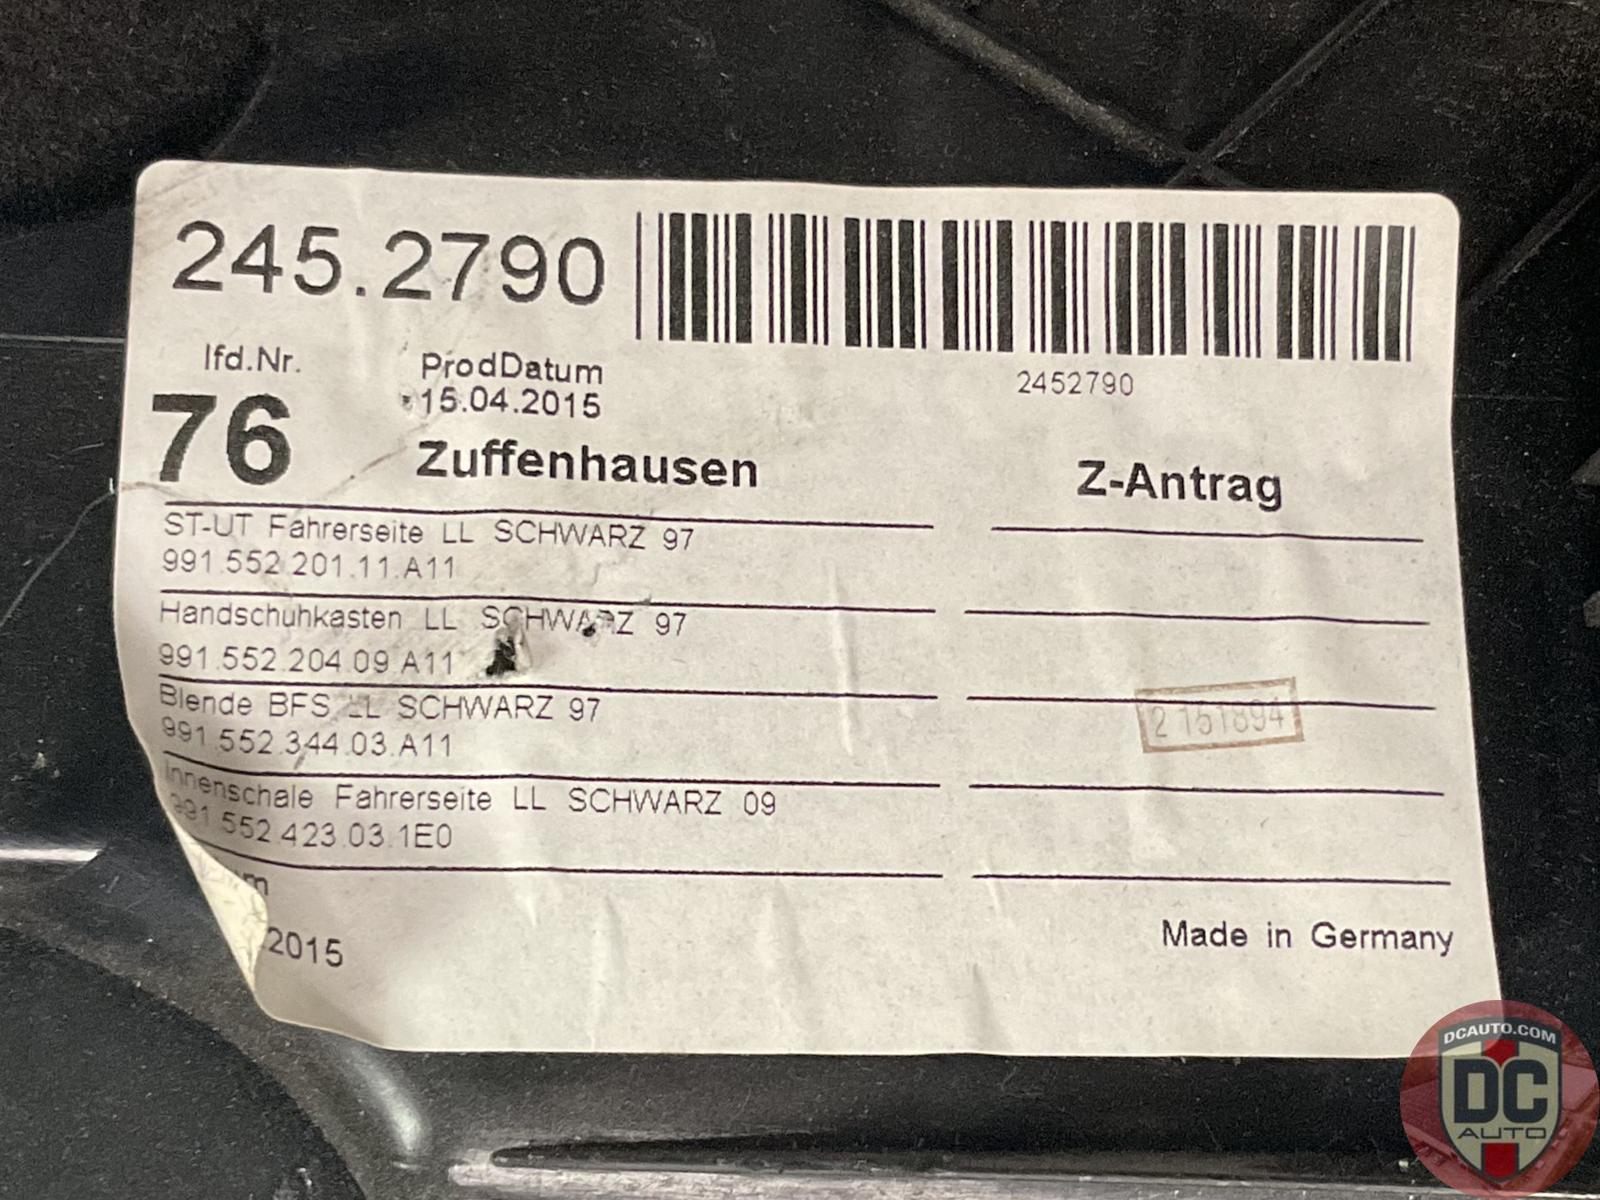 245.2790
2452790
lfd.Nr.
ProdDatum
76
15.04.2015
Zuffenhausen
Z-Antrag
ST-UT Fahrerseite LL SCHWARZ 97
991.552.201.11.A11
Handschuhkasten LL SCHWARZ 97
991.552.204.09.A11
Blende BFS LL SCHWARZ 97
991.552.344.03.A11
2 151894
Innenschale Fahrerseite LL SCHWARZ 09
991.552.423.03.1E0
2015
Made in Germany
DCAUTO.COM
DC
AUTO